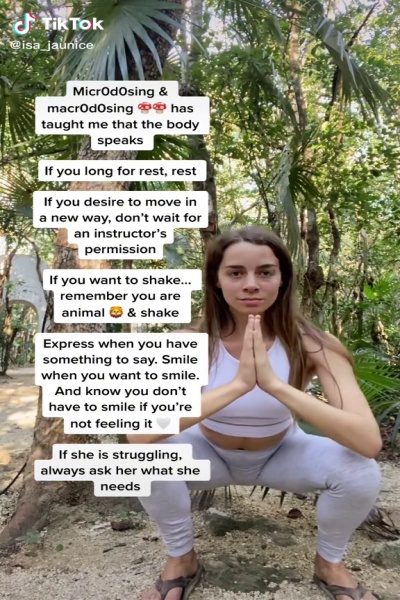 TikTok
@isa_jaunice
Micr0d0sing &
macr0d0sing 🍄🍄 has
taught me that the body
speaks
If you long for rest, rest
If you desire to move in
a new way, don't wait for
an instructor's
permission
If you want to shake...
remember you are
animal 🦁 & shake
Express when you have
something to say. Smile
when you want to smile.
And know you don't
have to smile if you're
not feeling it 🤍
If she is struggling,
always ask her what she
needs